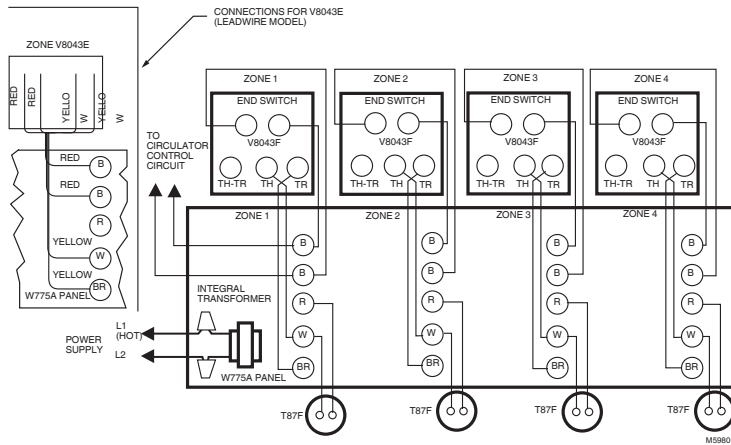 CONNECTIONS FOR V8043E
(LEADWIRE MODEL)
ZONE V8043E
RED
RED
YELLO
W
YELLO
W
RED
B
RED
B
R
YELLOW
W
YELLOW
BR
W775A PANEL
TO
CIRCULATOR
CONTROL
CIRCUIT
ZONE 1
END SWITCH
V8043F
TH-TR
TH
TR
ZONE 2
END SWITCH
V8043F
TH-TR
TH
TR
ZONE 3
END SWITCH
V8043F
TH-TR
TH
TR
ZONE 4
END SWITCH
V8043F
TH-TR
TH
TR
ZONE 1
B
B
R
W
BR
ZONE 2
B
B
R
W
BR
ZONE 3
B
B
R
W
BR
ZONE 4
B
B
R
W
BR
INTEGRAL
TRANSFORMER
L1
(HOT)
POWER
SUPPLY
L2
W775A PANEL
T87F
T87F
T87F
T87F
M5980